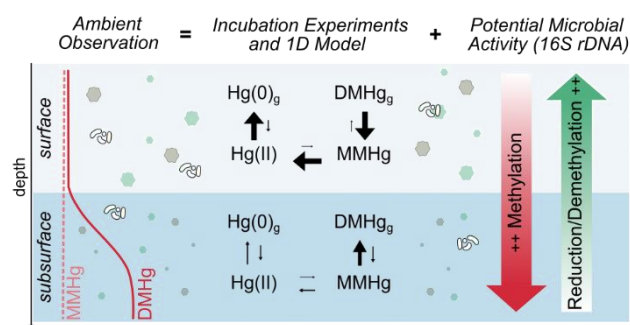 Ambient Observation = Incubation Experiments and 1D Model + Potential Microbial Activity (16S rDNA)
depth
surface
Hg(0)g DMHgg
Hg(II) MMHg
subsurface
MMHg
DMHg
Hg(0)g DMHgg
Hg(II) MMHg
++ Methylation
Reduction/Demethylation ++